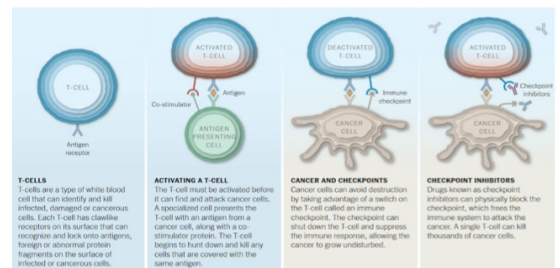 T-CELL
Antigen
receptor
T-CELLS
T-cells are a type of white blood
cell that can identify and kill
infected, damaged or cancerous
cells. Each T-cell has clawlike
receptors on its surface that can
recognize and lock onto antigens,
foreign or abnormal protein
fragments on the surface of
infected or cancerous cells.
ACTIVATED
T-CELL
Antigen
Co-stimulator
ANTIGEN
PRESENTING
CELL
ACTIVATING A T-CELL
The T-cell must be activated before
it can find and attack cancer cells.
A specialized cell presents the
T-cell with an antigen from a
cancer cell, along with a co-
stimulator protein. The T-cell
begins to hunt down and kill any
cells that are covered with the
same antigen.
DEACTIVATED
T-CELL
Immune
checkpoint
CANCER
CELL
CANCER AND CHECKPOINTS
Cancer cells can avoid destruction
by taking advantage of a switch on
the T-cell called an immune
checkpoint. The checkpoint can
shut down the T-cell and suppress
the immune response, allowing the
cancer to grow undisturbed.
ACTIVATED
T-CELL
Checkpoint
inhibitors
CANCER
CELL
CHECKPOINT INHIBITORS
Drugs known as checkpoint
inhibitors can physically block the
checkpoint, which frees the
immune system to attack the
cancer. A single T-cell can kill
thousands of cancer cells.